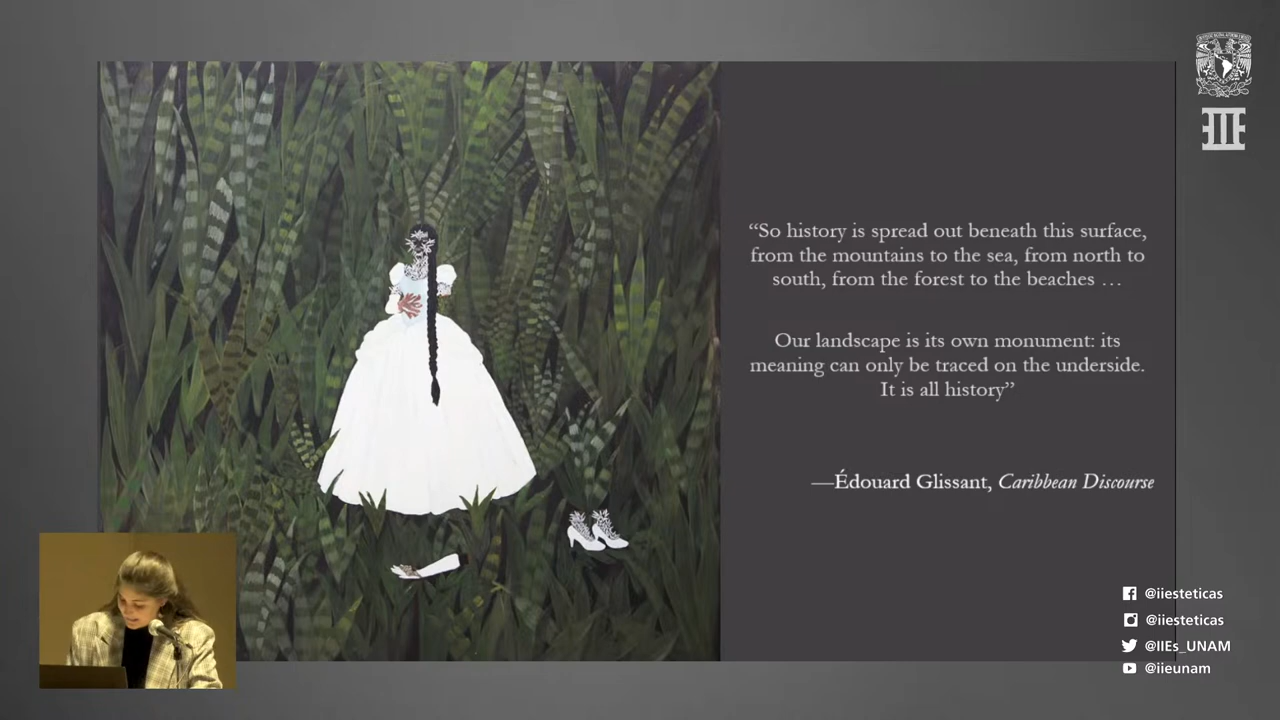 “So history is spread out beneath this surface,
from the mountains to the sea, from north to
south, from the forest to the beaches …
Our landscape is its own monument: its
meaning can only be traced on the underside.
It is all history”
—Édouard Glissant, Caribbean Discourse
@iiesteticas
@iiesteticas
@IIEs_UNAM
@iieunam